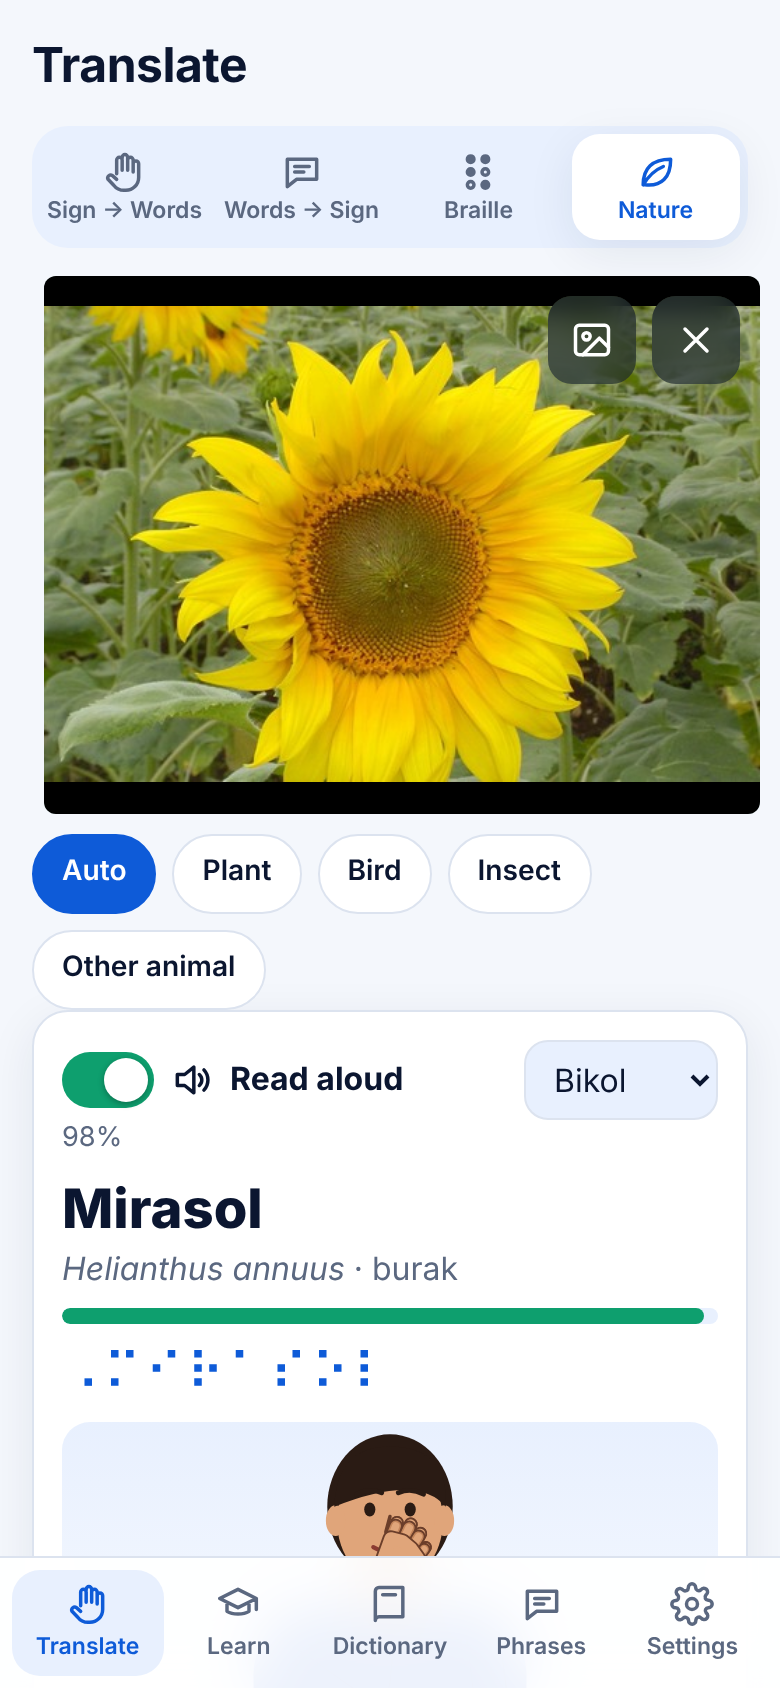 Translate
Sign → Words
Words → Sign
Braille
Nature
Auto
Plant
Bird
Insect
Other animal
Read aloud
Bikol
98%
Mirasol
Helianthus annuus · burak
⠠⠍⠊⠗⠁⠎⠕⠇
Translate
Learn
Dictionary
Phrases
Settings